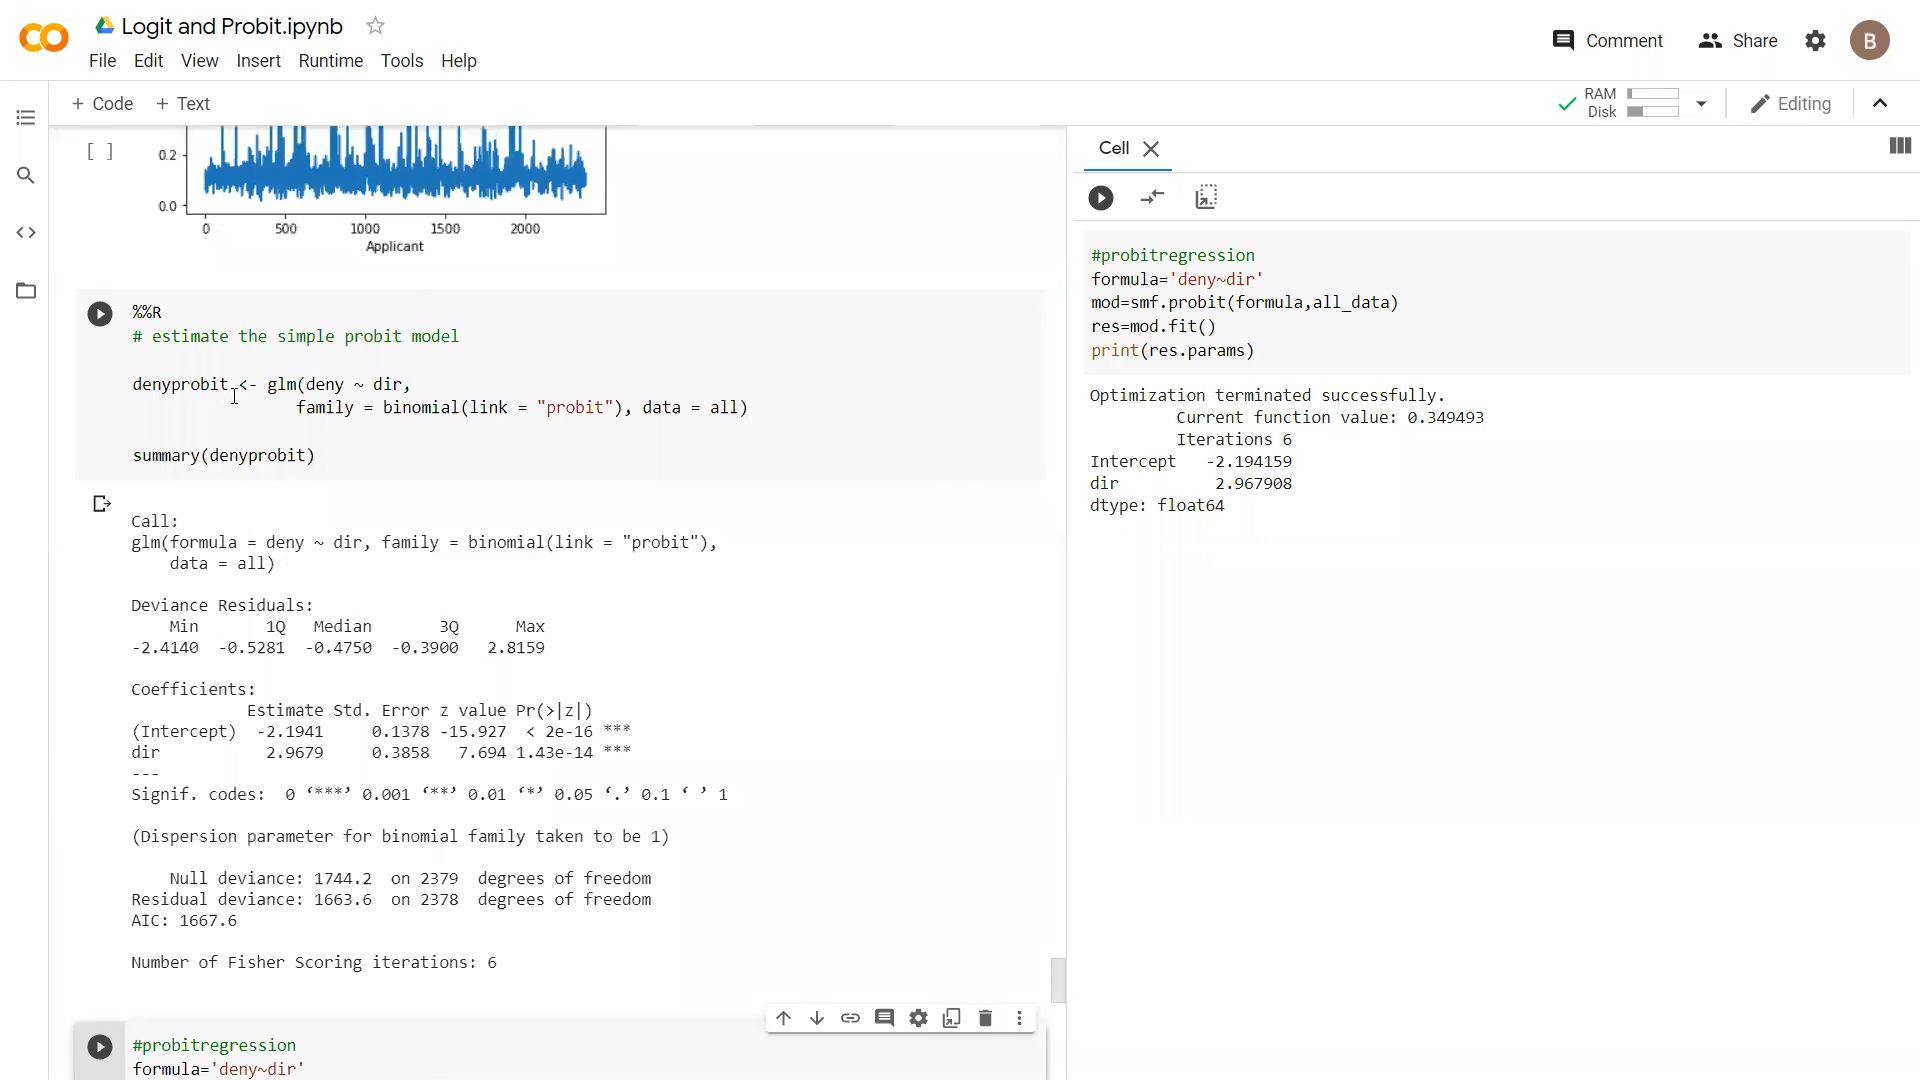 Logit and Probit.ipynb
File Edit View Insert Runtime Tools Help
Comment
Share
B
+ Code + Text
RAM
Disk
Editing
[ ]
0.2
0.0
0 500 1000 1500 2000
Applicant
%%R
# estimate the simple probit model
denyprobit <- glm(deny ~ dir,
family = binomial(link = "probit"), data = all)
summary(denyprobit)
Call:
glm(formula = deny ~ dir, family = binomial(link = "probit"),
data = all)
Deviance Residuals:
Min 1Q Median 3Q Max
-2.4140 -0.5281 -0.4750 -0.3900 2.8159
Coefficients:
Estimate Std. Error z value Pr(>|z|)
(Intercept) -2.1941 0.1378 -15.927 < 2e-16 ***
dir 2.9679 0.3858 7.694 1.43e-14 ***
---
Signif. codes: 0 ‘***’ 0.001 ‘**’ 0.01 ‘*’ 0.05 ‘.’ 0.1 ‘ ’ 1
(Dispersion parameter for binomial family taken to be 1)
Null deviance: 1744.2 on 2379 degrees of freedom
Residual deviance: 1663.6 on 2378 degrees of freedom
AIC: 1667.6
Number of Fisher Scoring iterations: 6
#probitregression
formula='deny~dir'
Cell
#probitregression
formula='deny~dir'
mod=smf.probit(formula,all_data)
res=mod.fit()
print(res.params)
Optimization terminated successfully.
Current function value: 0.349493
Iterations 6
Intercept -2.194159
dir 2.967908
dtype: float64